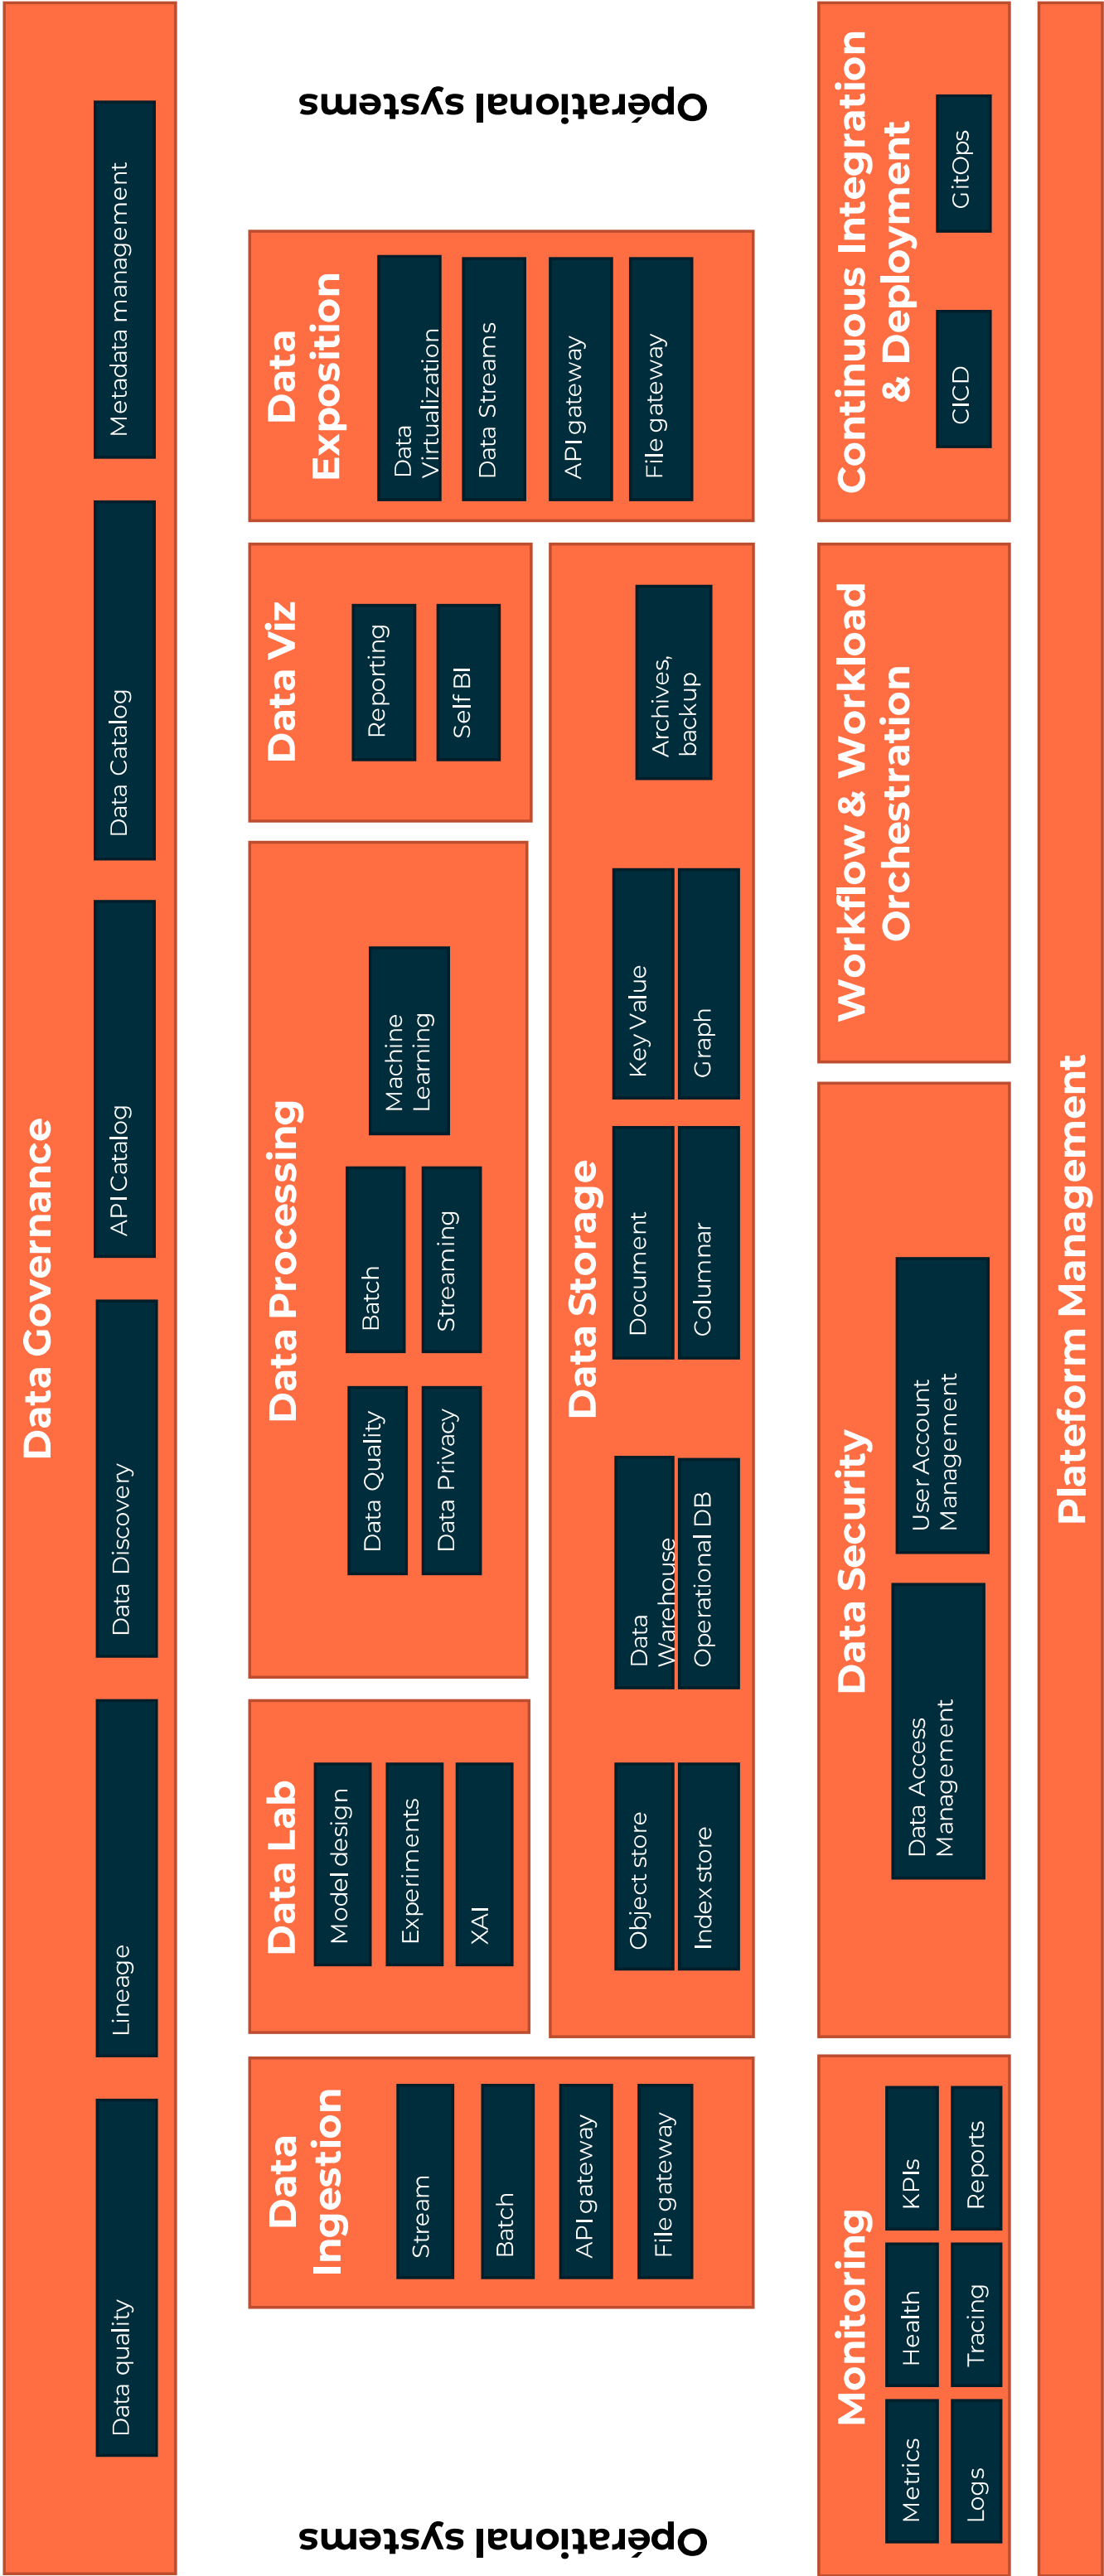 Data Governance
Data quality
Lineage
Data Discovery
API Catalog
Data Catalog
Metadata management
Opérational systems
Data
Ingestion
Stream
Batch
API gateway
File gateway
Data Lab
Model design
Experiments
XAI
Data Processing
Data Quality
Data Privacy
Batch
Streaming
Machine
Learning
Data Viz
Reporting
Self BI
Data Storage
Object store
Index store
Data
Warehouse
Operational DB
Document
Columnar
Key Value
Graph
Archives,
backup
Data
Exposition
Data
Virtualization
Data Streams
API gateway
File gateway
Opérational systems
Monitoring
Metrics
Health
KPIs
Logs
Tracing
Reports
Data Security
Data Access
Management
User Account
Management
Workflow & Workload
Orchestration
Continuous Integration
& Deployment
CICD
GitOps
Plateform Management